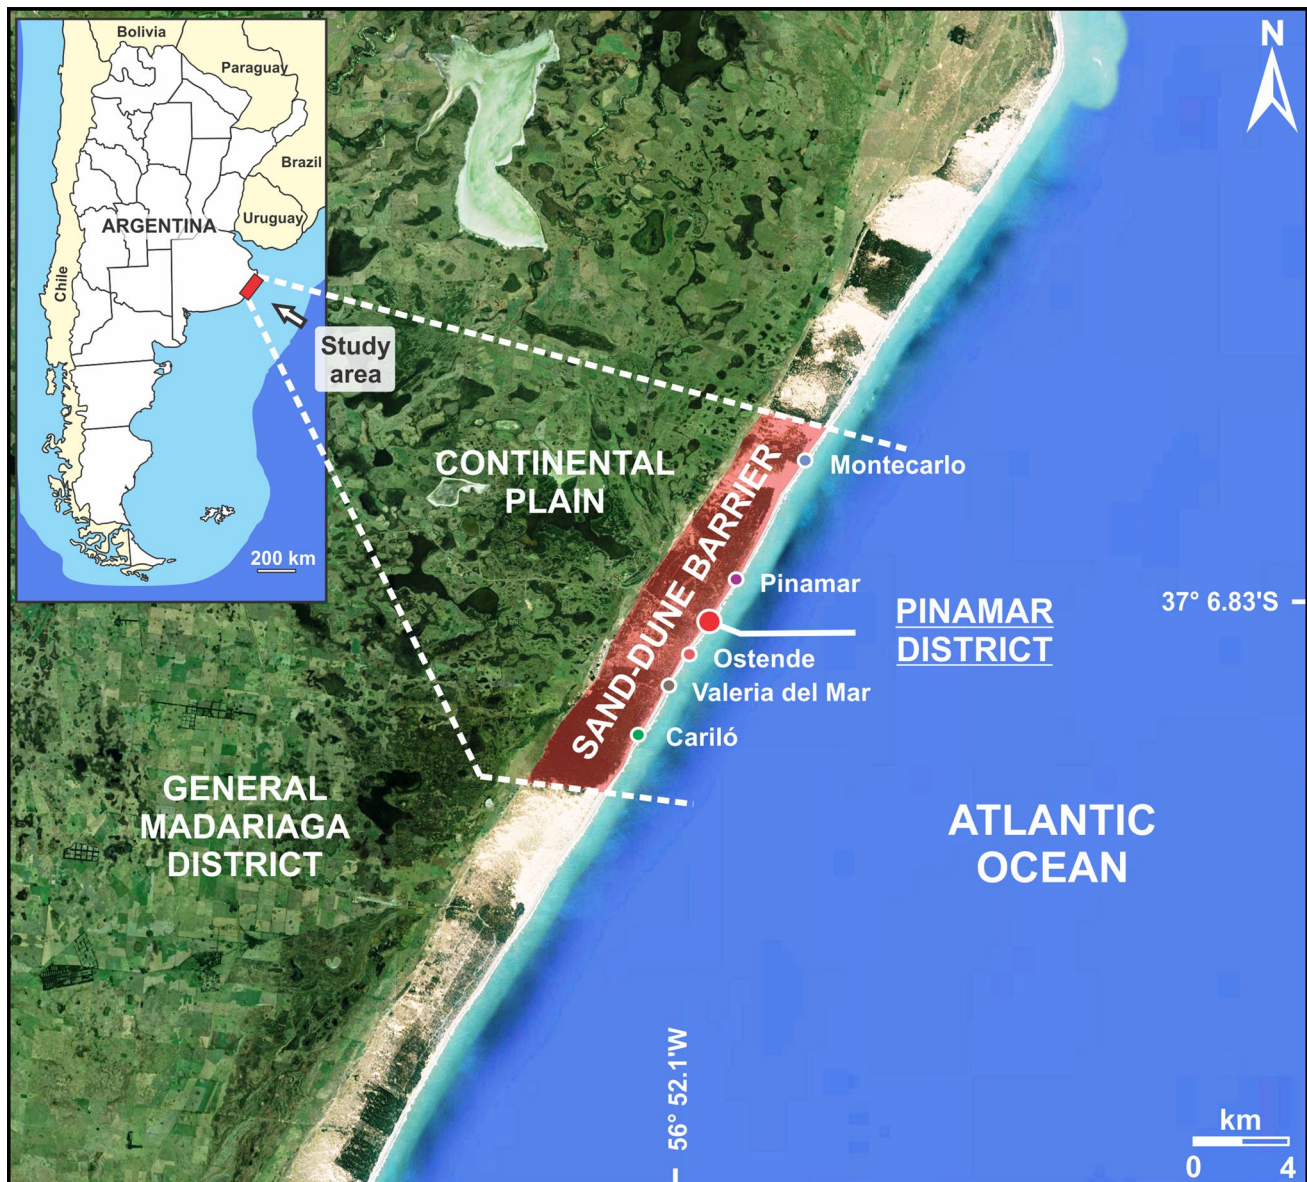 Bolivia
Paraguay
Brazil
ARGENTINA
Uruguay
Chile
Study
area
200 km
N
CONTINENTAL
PLAIN
SAND-DUNE BARRIER
Montecarlo
Pinamar
PINAMAR
DISTRICT
37° 6.83'S
Ostende
Valeria del Mar
Cariló
GENERAL
MADARIAGA
DISTRICT
ATLANTIC
OCEAN
56° 52.1'W
km
0 4